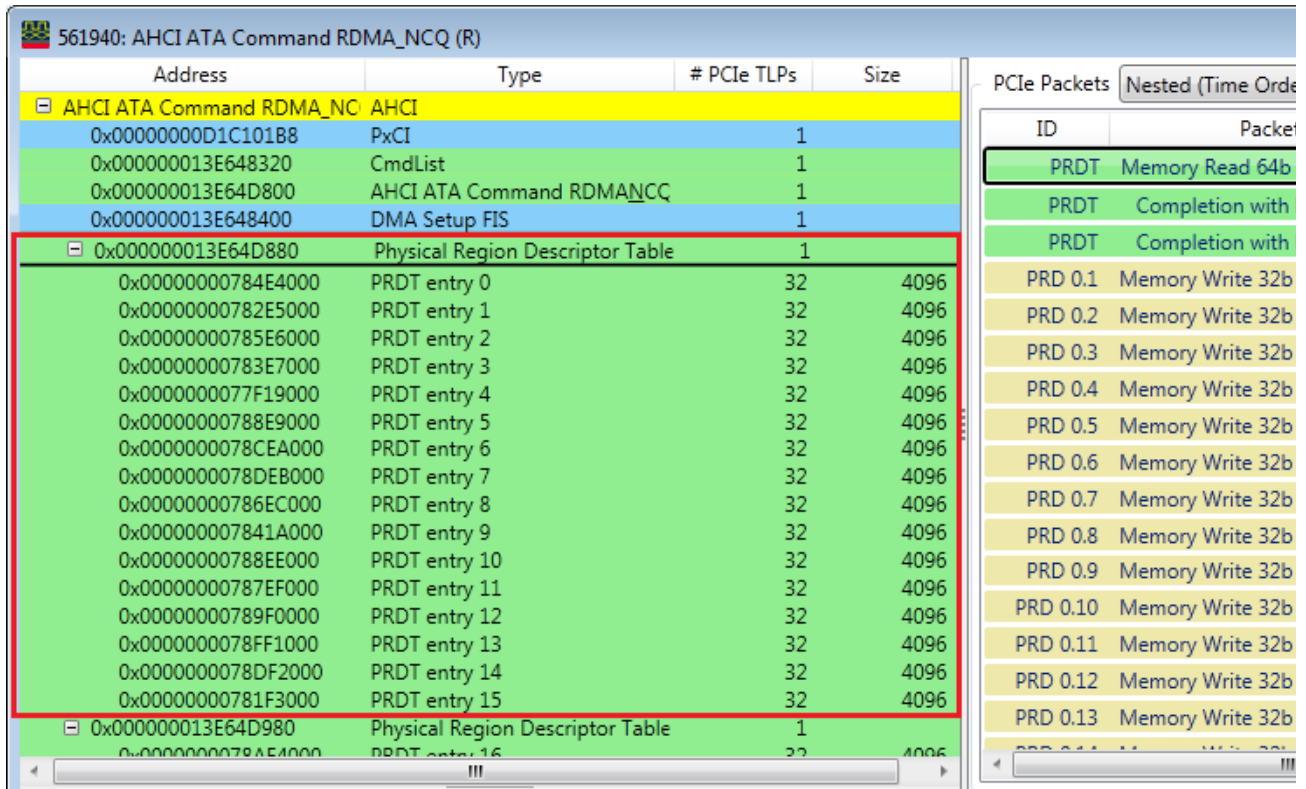 561940: AHCI ATA Command RDMA_NCQ (R)
Address Type # PCIe TLPs Size
AHCI ATA Command RDMA_NC AHCI
0x00000000D1C101B8 PxCI 1
0x000000013E648320 CmdList 1
0x000000013E64D800 AHCI ATA Command RDMANCQ 1
0x000000013E648400 DMA Setup FIS 1
0x000000013E64D880 Physical Region Descriptor Table 1
0x00000000784E4000 PRDT entry 0 32 4096
0x00000000782E5000 PRDT entry 1 32 4096
0x00000000785E6000 PRDT entry 2 32 4096
0x00000000783E7000 PRDT entry 3 32 4096
0x0000000077F19000 PRDT entry 4 32 4096
0x00000000788E9000 PRDT entry 5 32 4096
0x0000000078CEA000 PRDT entry 6 32 4096
0x0000000078DEB000 PRDT entry 7 32 4096
0x00000000786EC000 PRDT entry 8 32 4096
0x000000007841A000 PRDT entry 9 32 4096
0x00000000788EE000 PRDT entry 10 32 4096
0x00000000787EF000 PRDT entry 11 32 4096
0x00000000789F0000 PRDT entry 12 32 4096
0x0000000078FF1000 PRDT entry 13 32 4096
0x0000000078DF2000 PRDT entry 14 32 4096
0x00000000781F3000 PRDT entry 15 32 4096
0x000000013E64D980 Physical Region Descriptor Table 1
0x0000000078AF4000 PRDT entry 16 32 4096
PCIe Packets Nested (Time Orde
ID Packet
PRDT Memory Read 64b
PRDT Completion with
PRDT Completion with
PRD 0.1 Memory Write 32b
PRD 0.2 Memory Write 32b
PRD 0.3 Memory Write 32b
PRD 0.4 Memory Write 32b
PRD 0.5 Memory Write 32b
PRD 0.6 Memory Write 32b
PRD 0.7 Memory Write 32b
PRD 0.8 Memory Write 32b
PRD 0.9 Memory Write 32b
PRD 0.10 Memory Write 32b
PRD 0.11 Memory Write 32b
PRD 0.12 Memory Write 32b
PRD 0.13 Memory Write 32b